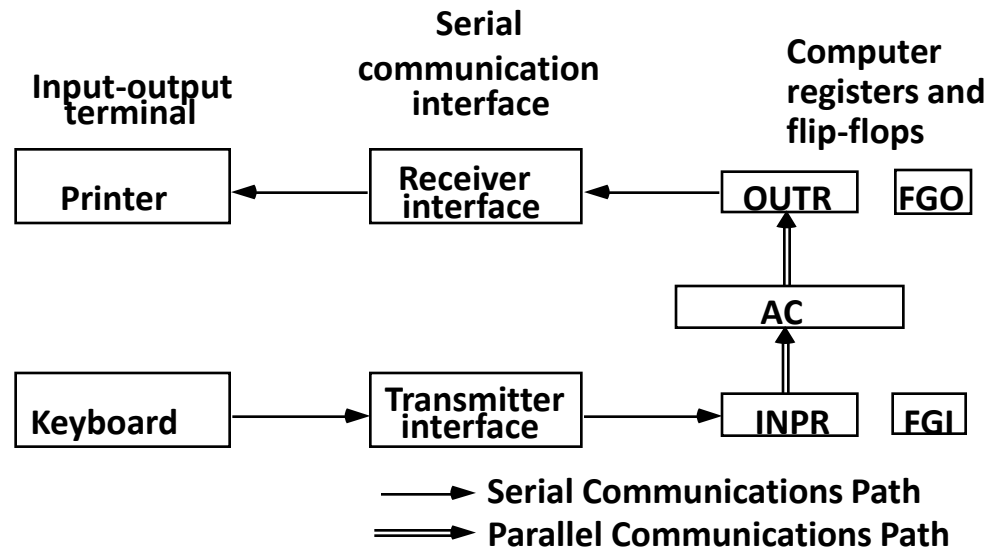 Input-output
terminal
Serial
communication
interface
Computer
registers and
flip-flops
Printer
Receiver
interface
OUTR
FGO
AC
Keyboard
Transmitter
interface
INPR
FGI
Serial Communications Path
Parallel Communications Path